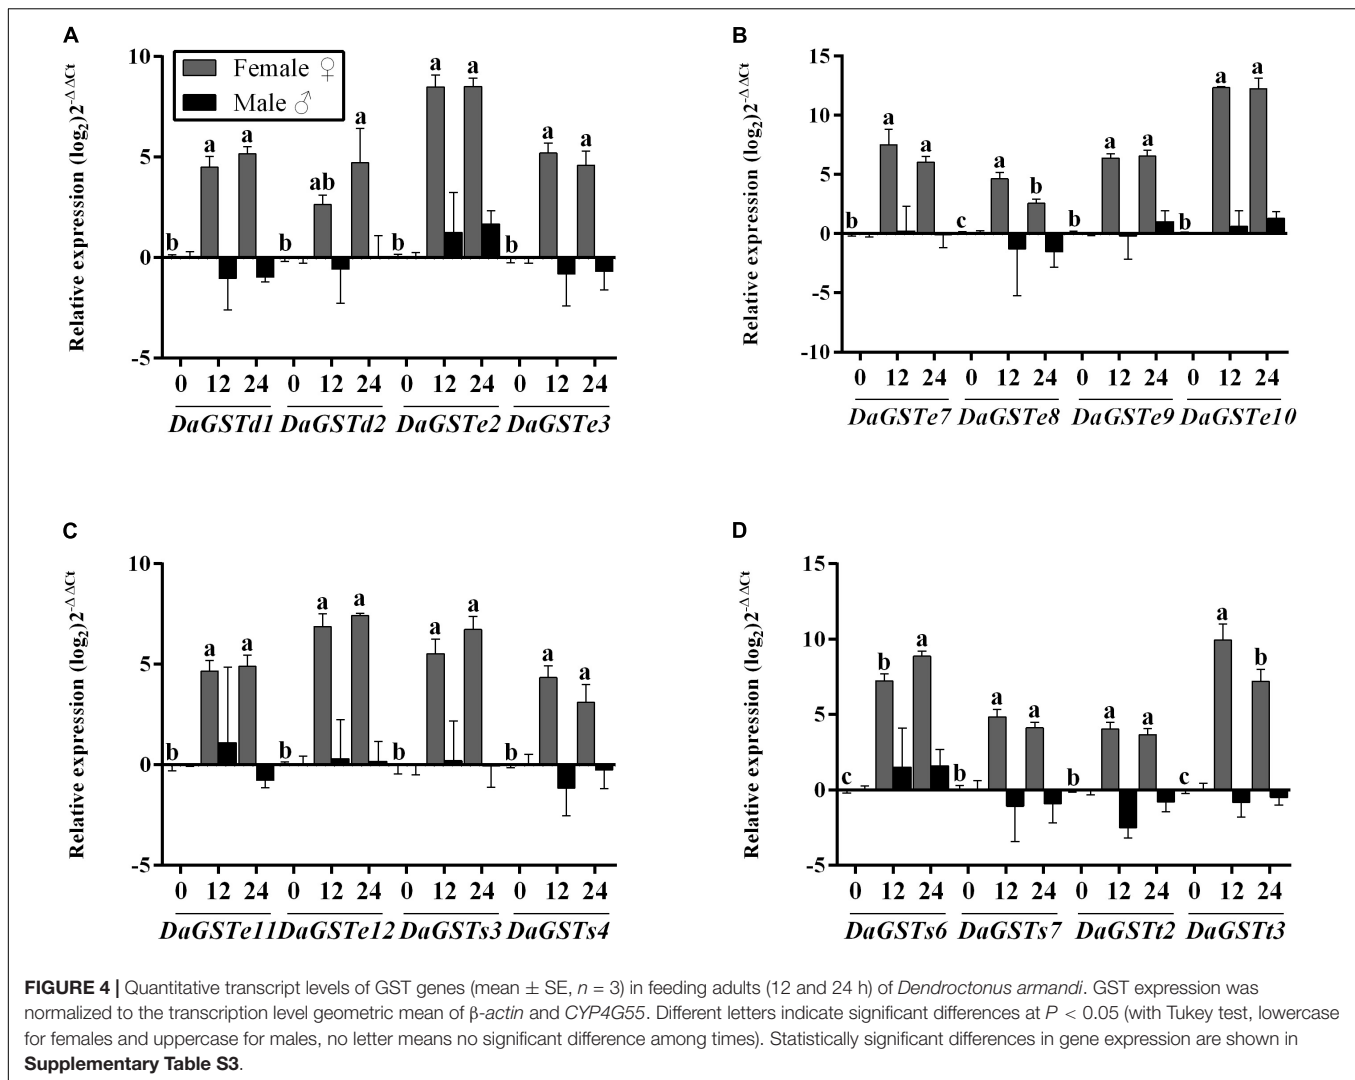 A
Relative expression (log₂)2^-ΔΔCt
Female ♀
Male ♂
10
5
0
-5
b
a
a
b
ab
a
b
a
a
b
a
a
0 12 24 0 12 24 0 12 24 0 12 24
DaGSTd1 DaGSTd2 DaGSTe2 DaGSTe3
B
Relative expression (log₂)2^-ΔΔCt
15
10
5
0
-5
-10
b
a
a
c
a
b
b
a
a
b
a
a
0 12 24 0 12 24 0 12 24 0 12 24
DaGSTe7 DaGSTe8 DaGSTe9 DaGSTe10
C
Relative expression (log₂)2^-ΔΔCt
10
5
0
-5
b
a
a
b
a
a
b
a
a
b
a
a
0 12 24 0 12 24 0 12 24 0 12 24
DaGSTe11 DaGSTe12 DaGSTs3 DaGSTs4
D
Relative expression (log₂)2^-ΔΔCt
15
10
5
0
-5
c
b
a
b
a
a
b
a
a
c
a
b
0 12 24 0 12 24 0 12 24 0 12 24
DaGSTs6 DaGSTs7 DaGSTt2 DaGSTt3
FIGURE 4 | Quantitative transcript levels of GST genes (mean ± SE, n = 3) in feeding adults (12 and 24 h) of Dendroctonus armandi. GST expression was
normalized to the transcription level geometric mean of β-actin and CYP4G55. Different letters indicate significant differences at P < 0.05 (with Tukey test, lowercase
for females and uppercase for males, no letter means no significant difference among times). Statistically significant differences in gene expression are shown in
Supplementary Table S3.